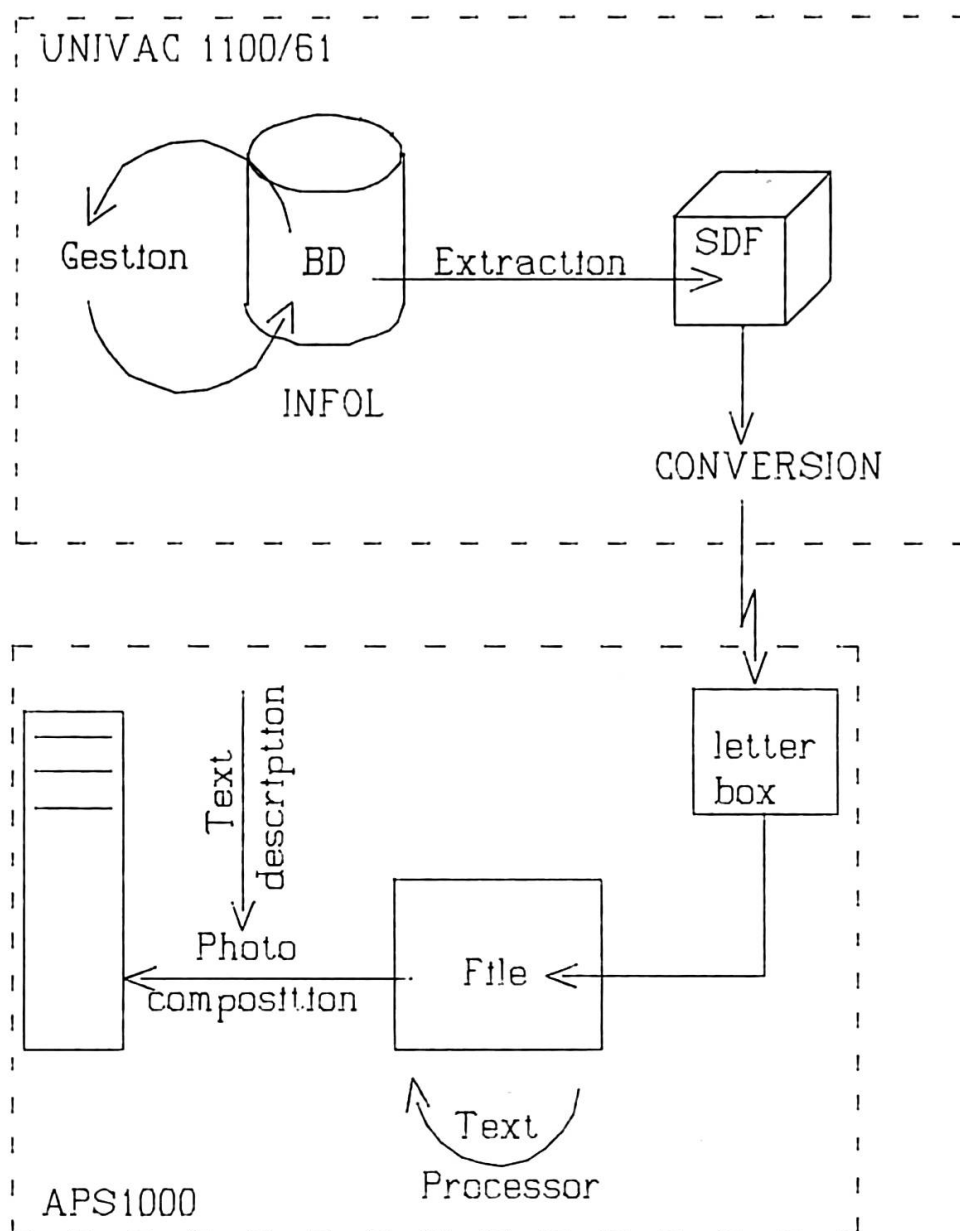 UNIVAC 1100/61
Gestion
BD
Extraction
SDF
INFOL
CONVERSION
letter
box
Text
description
Photo
composition
File
Text
Processor
APS1000